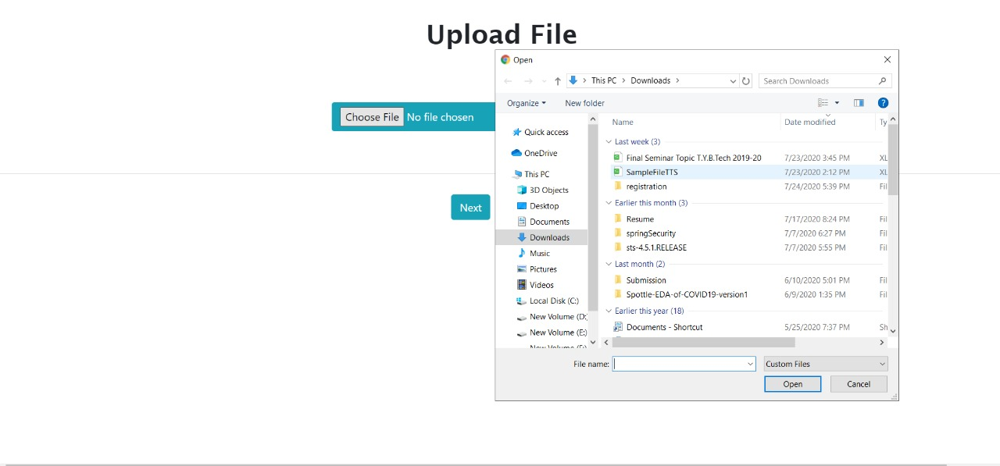 Upload File
Open
This PC > Downloads >
Search Downloads
Organize
New folder
?
Choose File No file chosen
Next
Quick access
OneDrive
This PC
3D Objects
Desktop
Documents
Downloads
Music
Pictures
Videos
Local Disk (C:)
New Volume (D:
New Volume (E:)
Name Date modified Ty
Last week (3)
Final Seminar Topic T.Y.B.Tech 2019-20 7/23/2020 3:45 PM XL
SampleFileTTS 7/23/2020 2:12 PM XL
registration 7/24/2020 5:39 PM Fil
Earlier this month (3)
Resume 7/17/2020 8:24 PM Fil
springSecurity 7/7/2020 6:27 PM Fil
sts-4.5.1.RELEASE 7/7/2020 5:55 PM Fil
Last month (2)
Submission 6/10/2020 5:01 PM Fil
Spottle-EDA-of-COVID19-version1 6/9/2020 1:35 PM Fil
Earlier this year (18)
Documents - Shortcut 5/25/2020 7:37 PM Sh
File name:
Custom Files
Open
Cancel